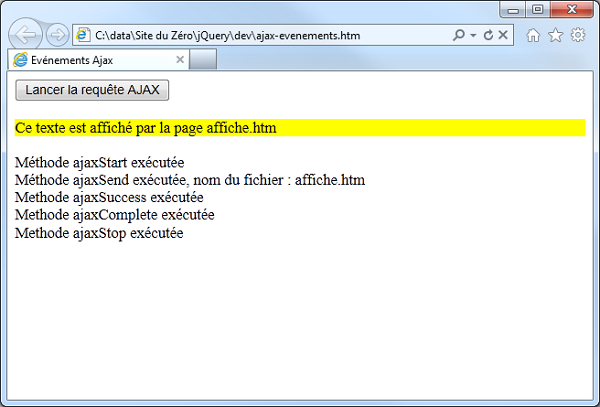 C:\data\Site du Zéro\jQuery\dev\ajax-evenements.htm
Evénements Ajax
Lancer la requête AJAX
Ce texte est affiché par la page affiche.htm
Méthode ajaxStart exécutée
Méthode ajaxSend exécutée, nom du fichier : affiche.htm
Methode ajaxSuccess exécutée
Methode ajaxComplete exécutée
Methode ajaxStop exécutée